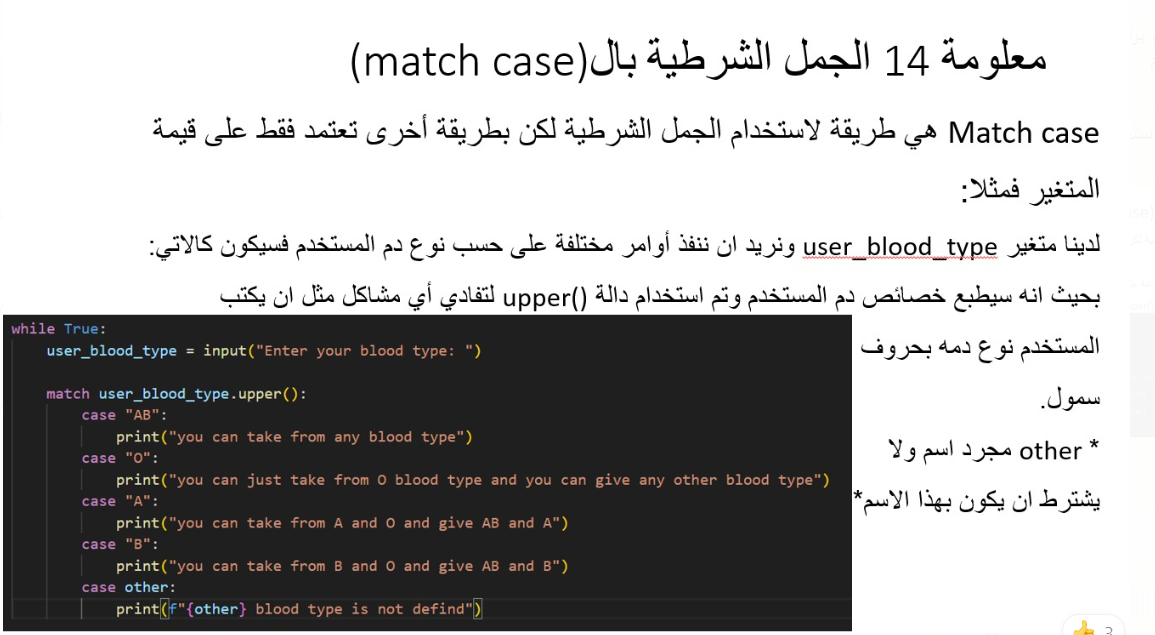 معلومة 14 الجمل الشرطية بال(match case)
Match case هي طريقة لاستخدام الجمل الشرطية لكن بطريقة أخرى تعتمد فقط على قيمة
المتغير فمثلا:
لدينا متغير user_blood_type ونريد ان ننفذ أوامر مختلفة على حسب نوع دم المستخدم فسيكون كالاتي:
بحيث انه سيطبع خصائص دم المستخدم وتم استخدام دالة upper() لتفادي أي مشاكل مثل ان يكتب
المستخدم نوع دمه بحروف
سمول.
* other مجرد اسم ولا
يشترط ان يكون بهذا الاسم*
while True:
    user_blood_type = input("Enter your blood type: ")
    match user_blood_type.upper():
        case "AB":
            print("you can take from any blood type")
        case "O":
            print("you can just take from O blood type and you can give any other blood type")
        case "A":
            print("you can take from A and O and give AB and A")
        case "B":
            print("you can take from B and O and give AB and B")
        case other:
            print(f"{other} blood type is not defind")
3